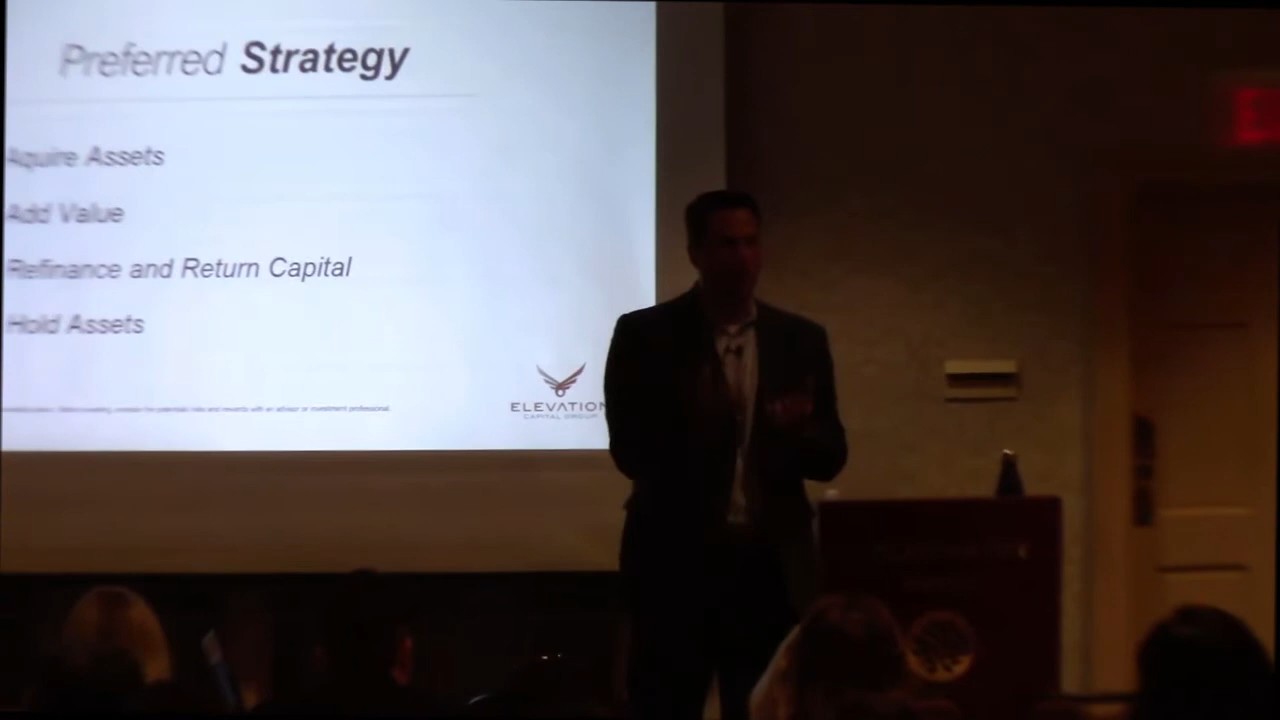 Preferred Strategy
Aquire Assets
Add Value
Refinance and Return Capital
Hold Assets
ELEVATION
CAPITAL GROUP